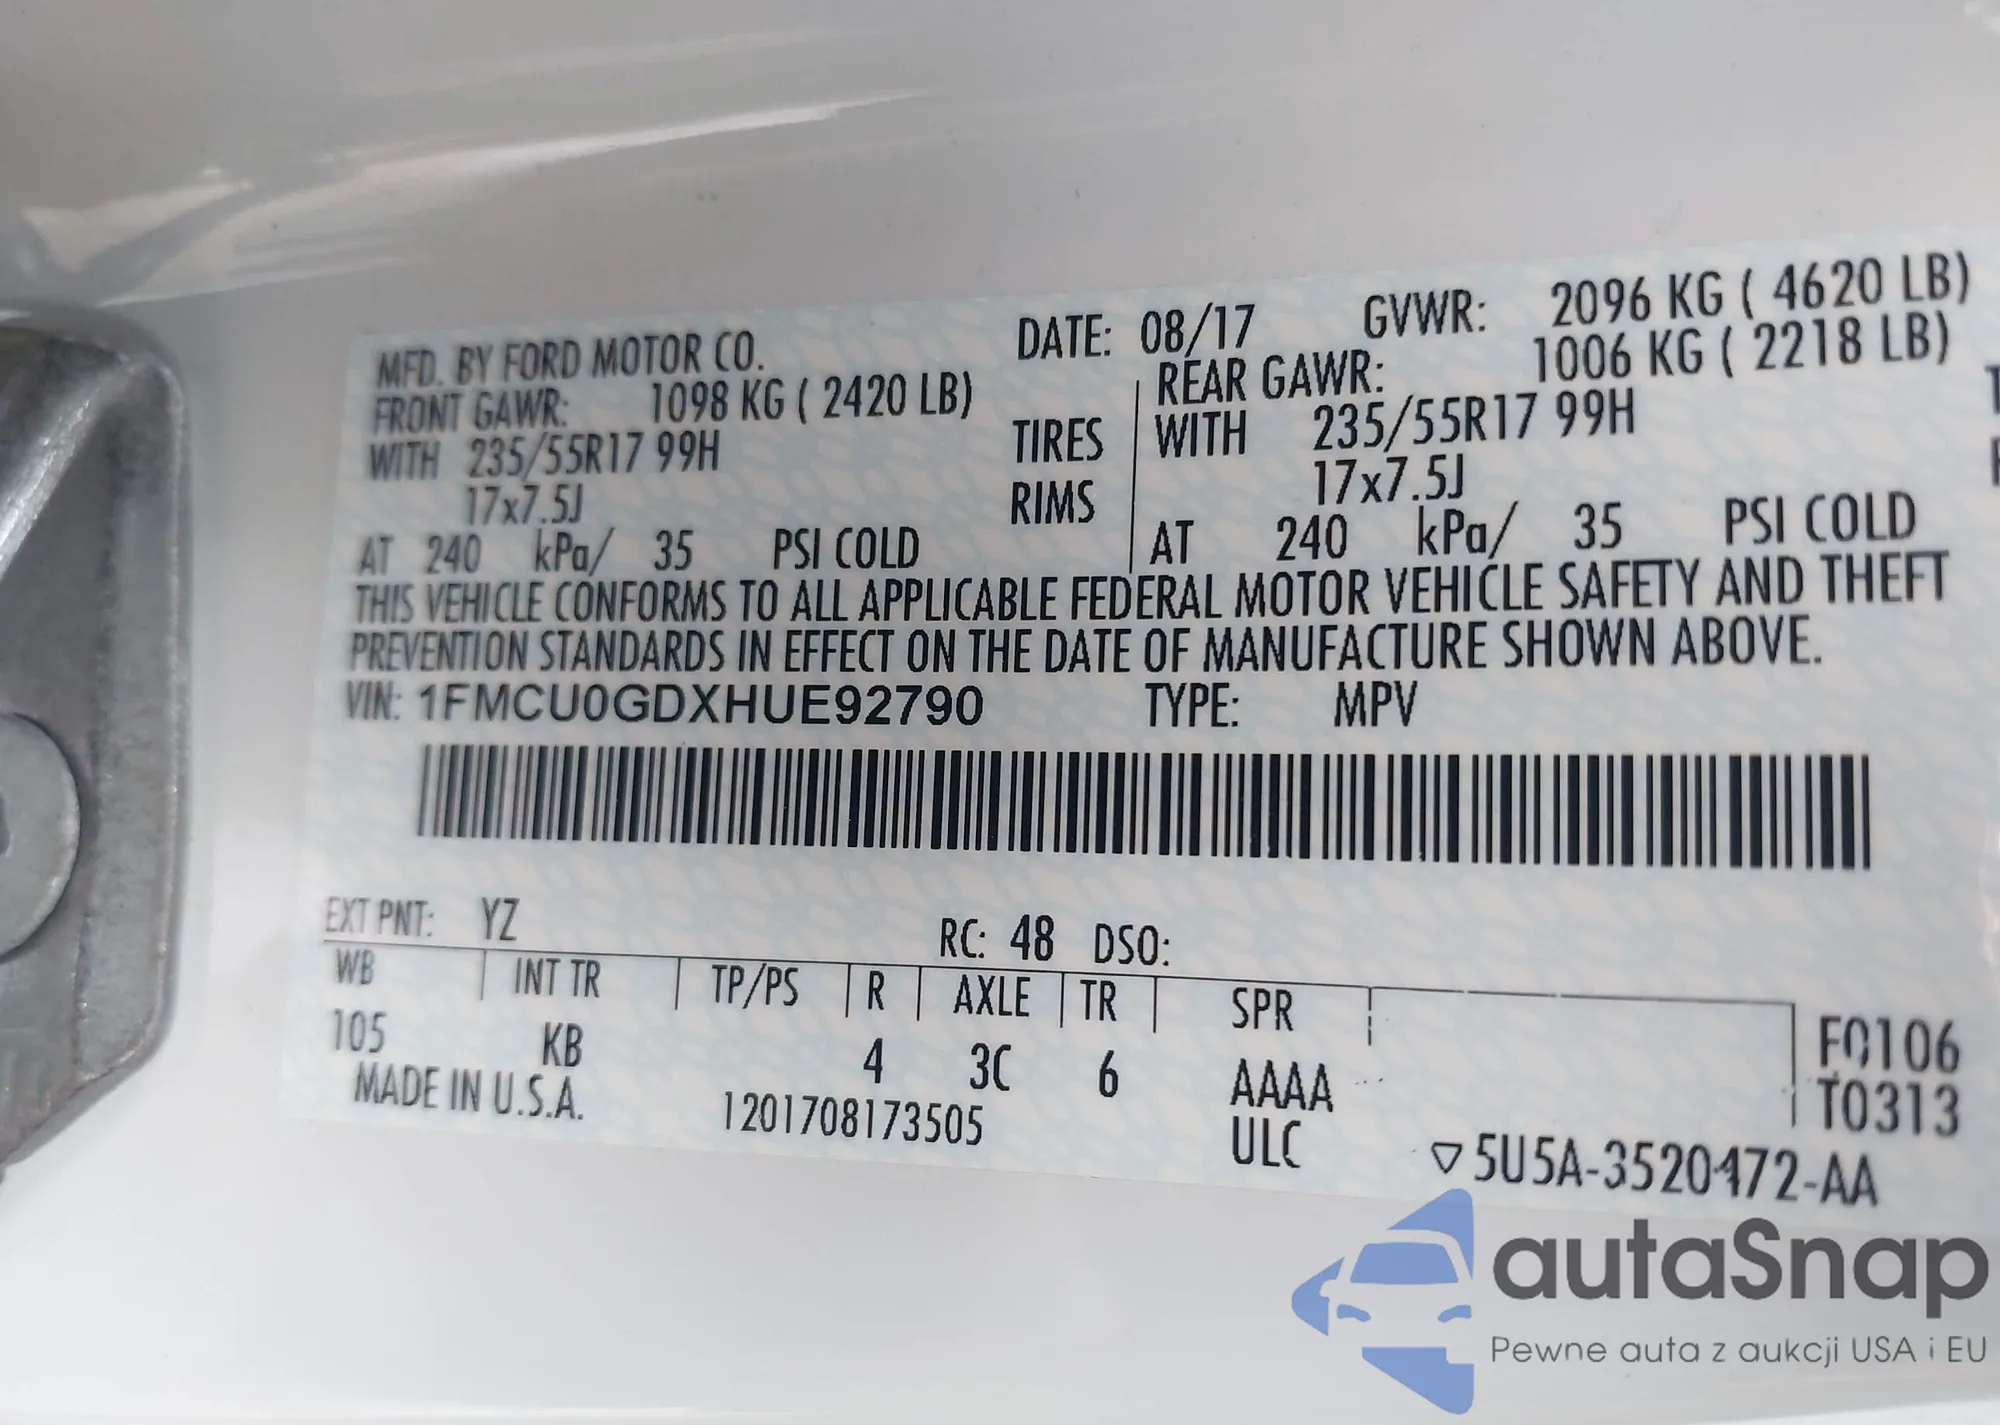 MFD. BY FORD MOTOR CO. DATE: 08/17 GVWR: 2096 KG ( 4620 LB)
FRONT GAWR: 1098 KG ( 2420 LB) REAR GAWR: 1006 KG ( 2218 LB)
WITH 235/55R17 99H TIRES WITH 235/55R17 99H
17x7.5J RIMS 17x7.5J
AT 240 kPa/ 35 PSI COLD AT 240 kPa/ 35 PSI COLD
THIS VEHICLE CONFORMS TO ALL APPLICABLE FEDERAL MOTOR VEHICLE SAFETY AND THEFT
PREVENTION STANDARDS IN EFFECT ON THE DATE OF MANUFACTURE SHOWN ABOVE.
VIN: 1FMCU0GDXHUE92790 TYPE: MPV
EXT PNT: YZ RC: 48 DSO:
WB INT TR TP/PS R AXLE TR SPR
105 KB 4 3C 6 AAAA F0106
MADE IN U.S.A. 1201708173505 ULC T0313
5U5A-3520472-AA
autaSnap
Pewne auta z aukcji USA i EU